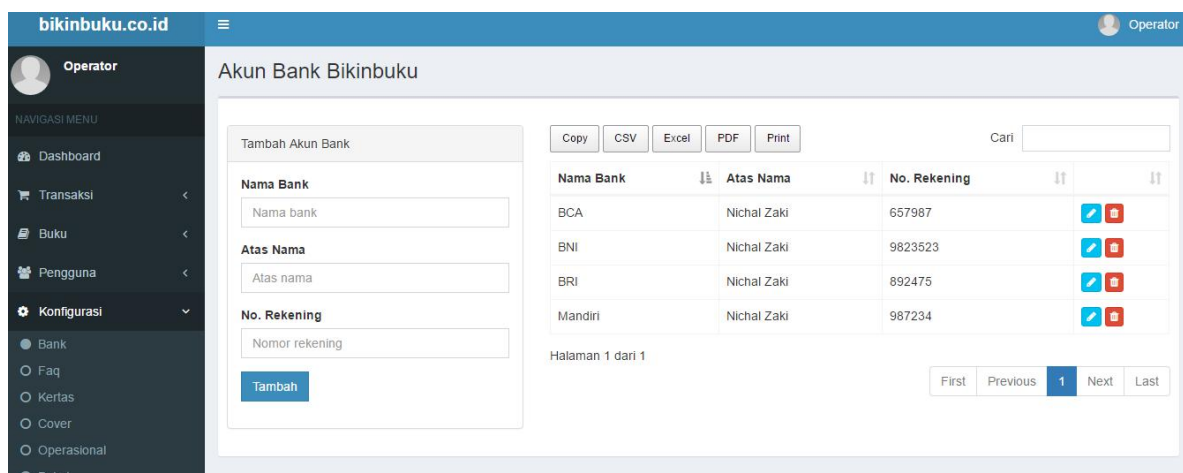 bikinbuku.co.id
Operator
Operator
NAVIGASI MENU
Dashboard
Transaksi
Buku
Pengguna
Konfigurasi
Bank
Faq
Kertas
Cover
Operasional
Akun Bank Bikinbuku
Tambah Akun Bank
Nama Bank
Nama bank
Atas Nama
Atas nama
No. Rekening
Nomor rekening
Tambah
Copy CSV Excel PDF Print Cari
Nama Bank Atas Nama No. Rekening
BCA Nichal Zaki 657987
BNI Nichal Zaki 9823523
BRI Nichal Zaki 892475
Mandiri Nichal Zaki 987234
Halaman 1 dari 1
First Previous 1 Next Last